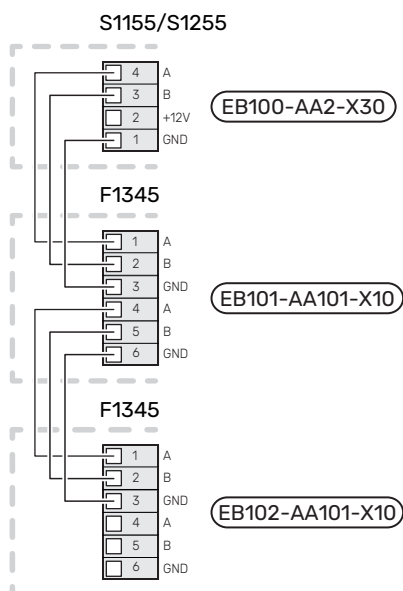 S1155/S1255
4 A
3 B
2 +12V
1 GND
EB100-AA2-X30
F1345
1 A
2 B
3 GND
4 A
5 B
6 GND
EB101-AA101-X10
F1345
1 A
2 B
3 GND
4 A
5 B
6 GND
EB102-AA101-X10